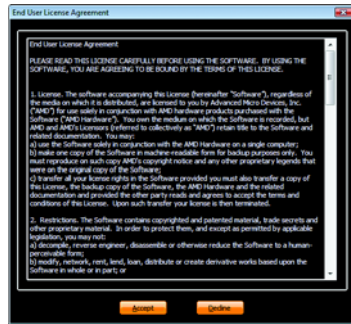 End User License Agreement
End User License Agreement
PLEASE READ THIS LICENSE CAREFULLY BEFORE USING THE SOFTWARE. BY USING THE
SOFTWARE, YOU ARE AGREEING TO BE BOUND BY THE TERMS OF THIS LICENSE.
1. License. The software accompanying this License (hereinafter "Software"), regardless of
the media on which it is distributed, are licensed to you by Advanced Micro Devices, Inc.
("AMD") for use solely in conjunction with AMD hardware products purchased with the
Software ("AMD Hardware"). You own the medium on which the Software is recorded, but
AMD and AMD's Licensors (referred to collectively as "AMD") retain title to the Software and
related documentation. You may:
a) use the Software solely in conjunction with the AMD Hardware on a single computer;
b) make one copy of the Software in machine-readable form for backup purposes only. You
must reproduce on such copy AMD's copyright notice and any other proprietary legends that
were on the original copy of the Software;
c) transfer all your license rights in the Software provided you must also transfer a copy of
this License, the backup copy of the Software, the AMD Hardware and the related
documentation and provided the other party reads and agrees to accept the terms and
conditions of this License. Upon such transfer your license is then terminated.
2. Restrictions. The Software contains copyrighted and patented material, trade secrets and
other proprietary material. In order to protect them, and except as permitted by applicable
legislation, you may not:
a) decompile, reverse engineer, disassemble or otherwise reduce the Software to a human-
perceivable form;
b) modify, network, rent, lend, loan, distribute or create derivative works based upon the
Software in whole or in part; or
Accept
Decline